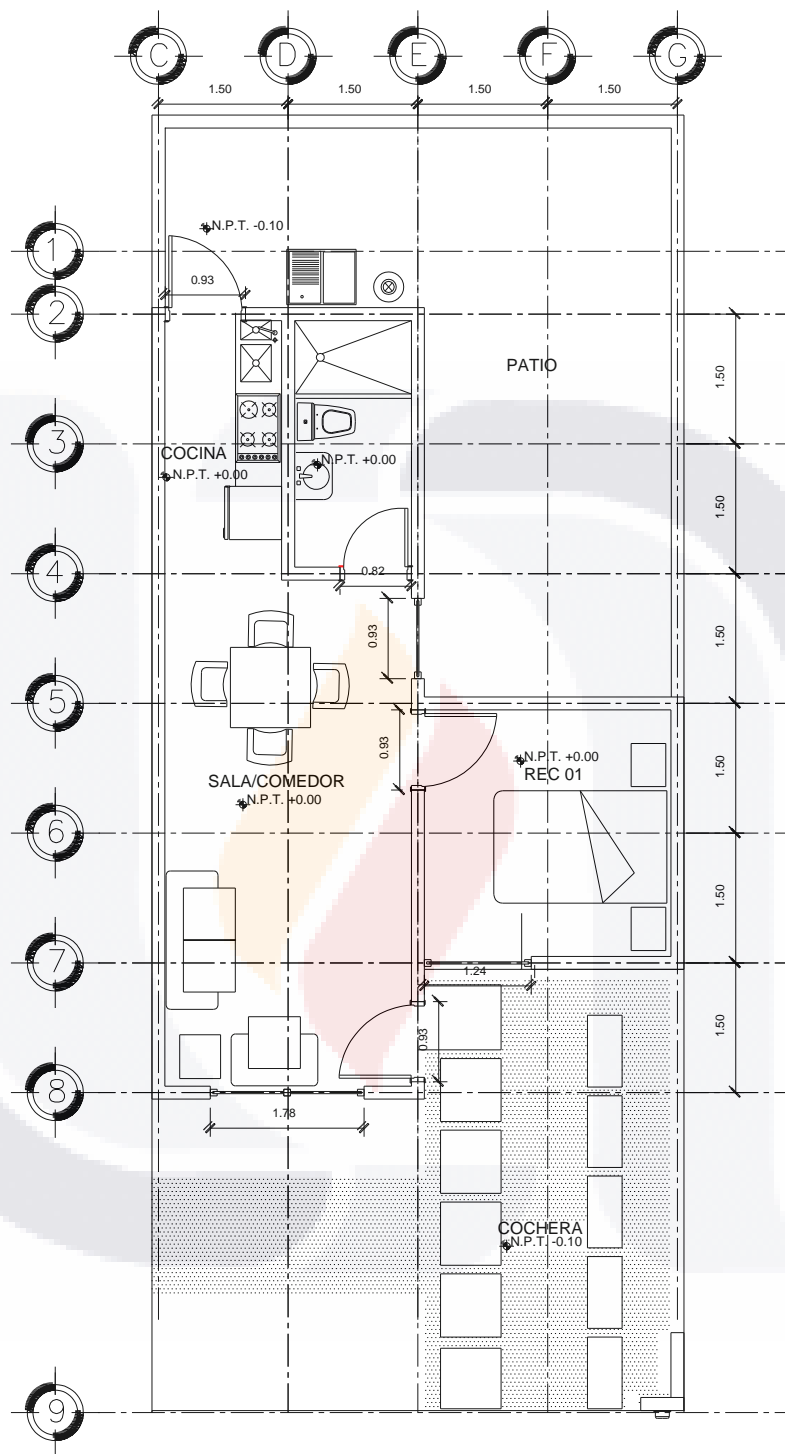 C D E F G
1.50 1.50 1.50 1.50
N.P.T. -0.10
1
0.93
2
PATIO
1.50
3
COCINA
N.P.T. +0.00
N.P.T. +0.00
1.50
4
0.82
0.93
1.50
5
0.93
N.P.T. +0.00
REC 01
1.50
SALA/COMEDOR
N.P.T. +0.00
6
1.50
7
1.24
0.93
1.50
8
1.78
COCHERA
N.P.T. -0.10
9